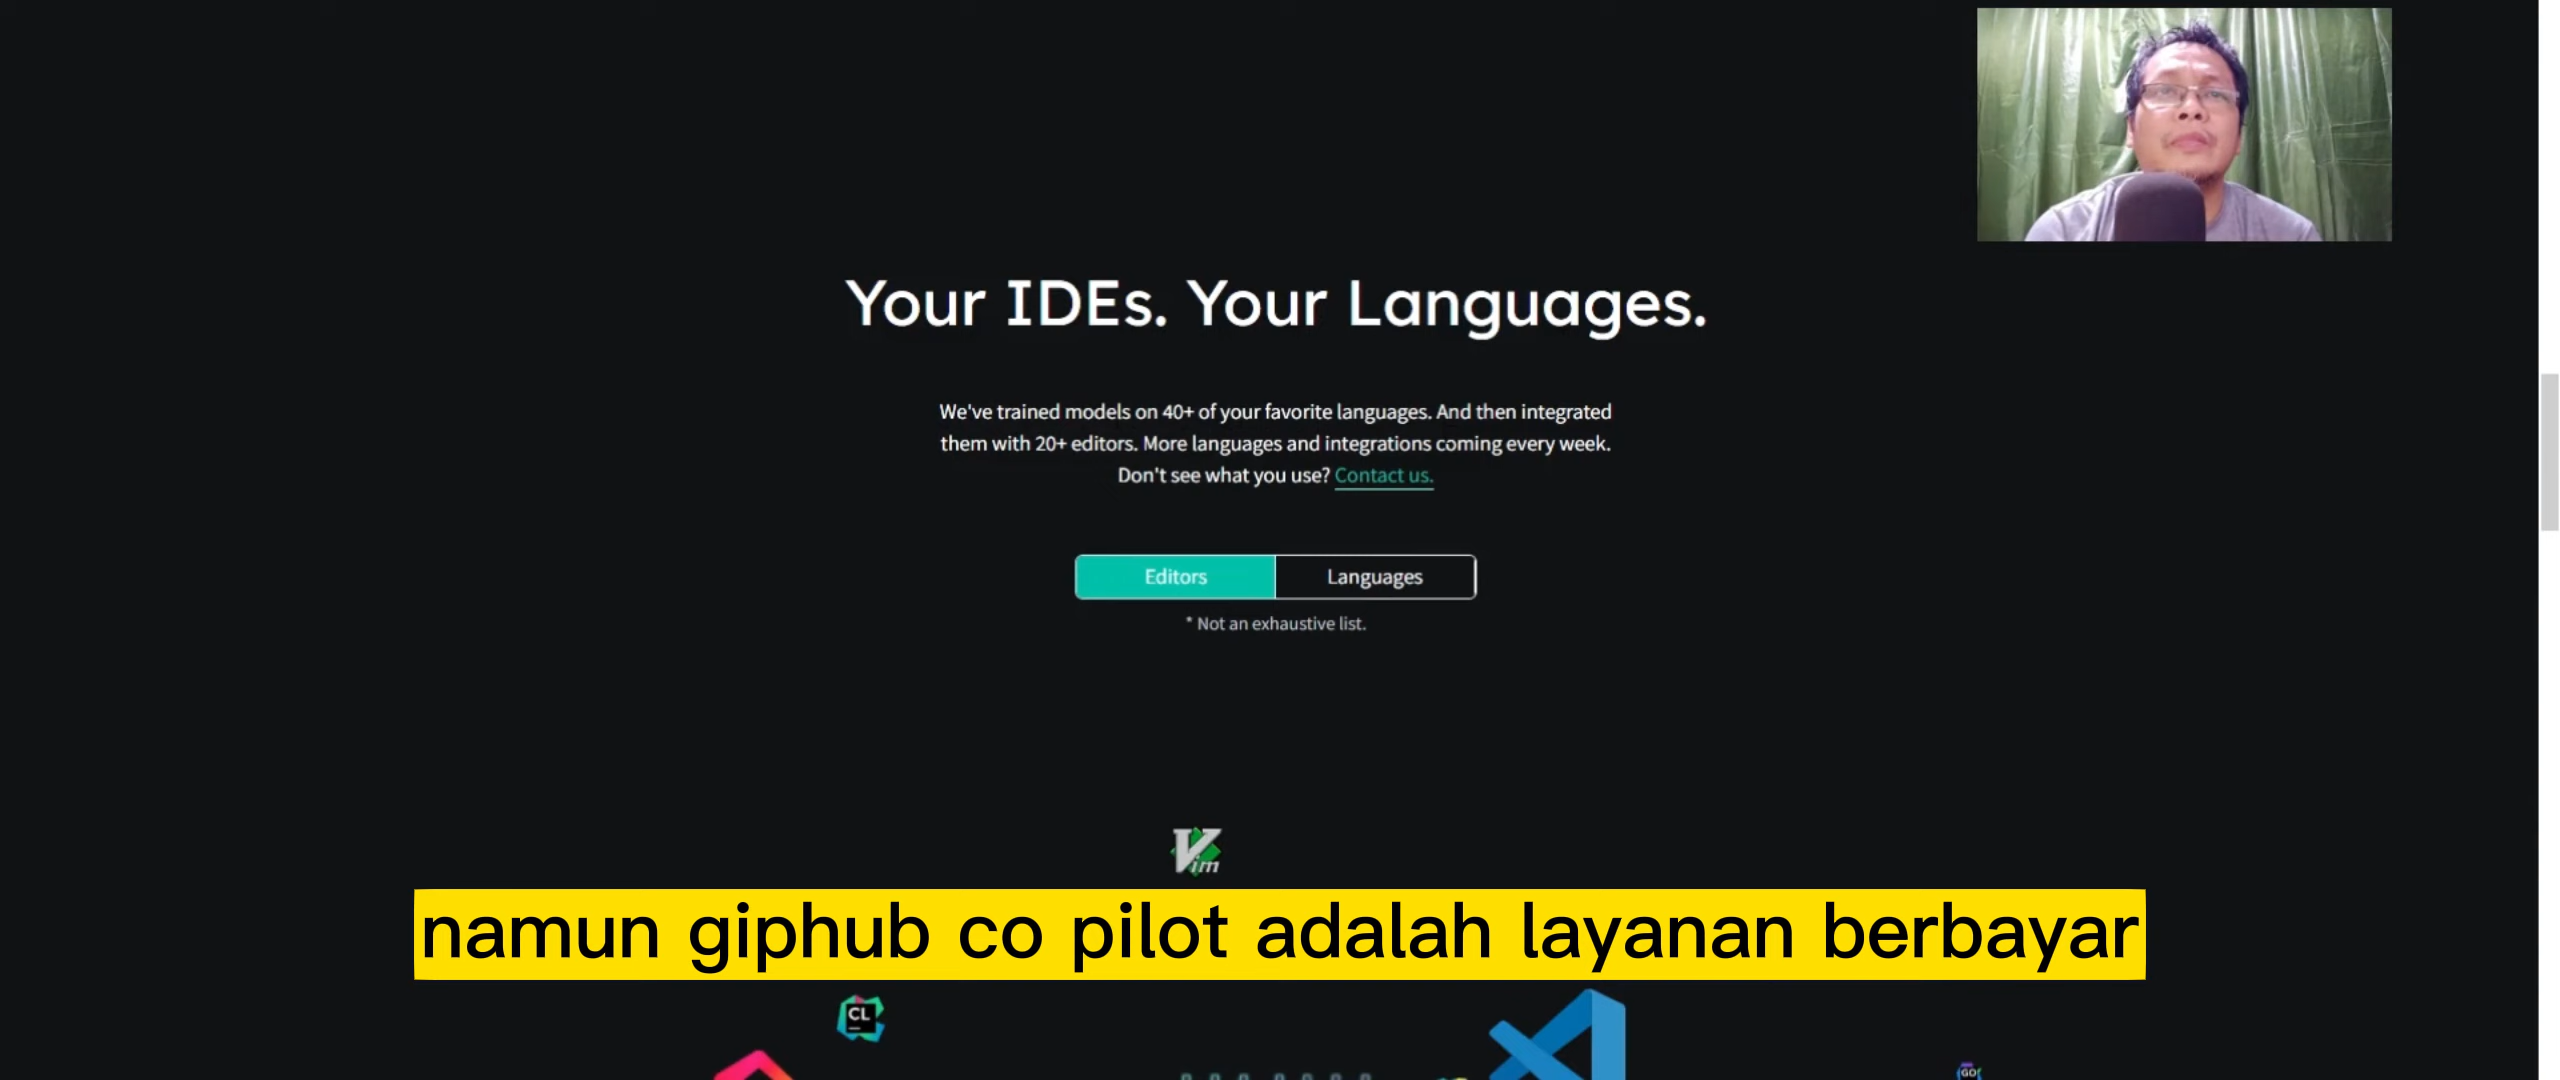 Your IDEs. Your Languages.
We've trained models on 40+ of your favorite languages. And then integrated
them with 20+ editors. More languages and integrations coming every week.
Don't see what you use? Contact us.
Editors Languages
* Not an exhaustive list.
Vim
namun giphub co pilot adalah layanan berbayar
CL
GO